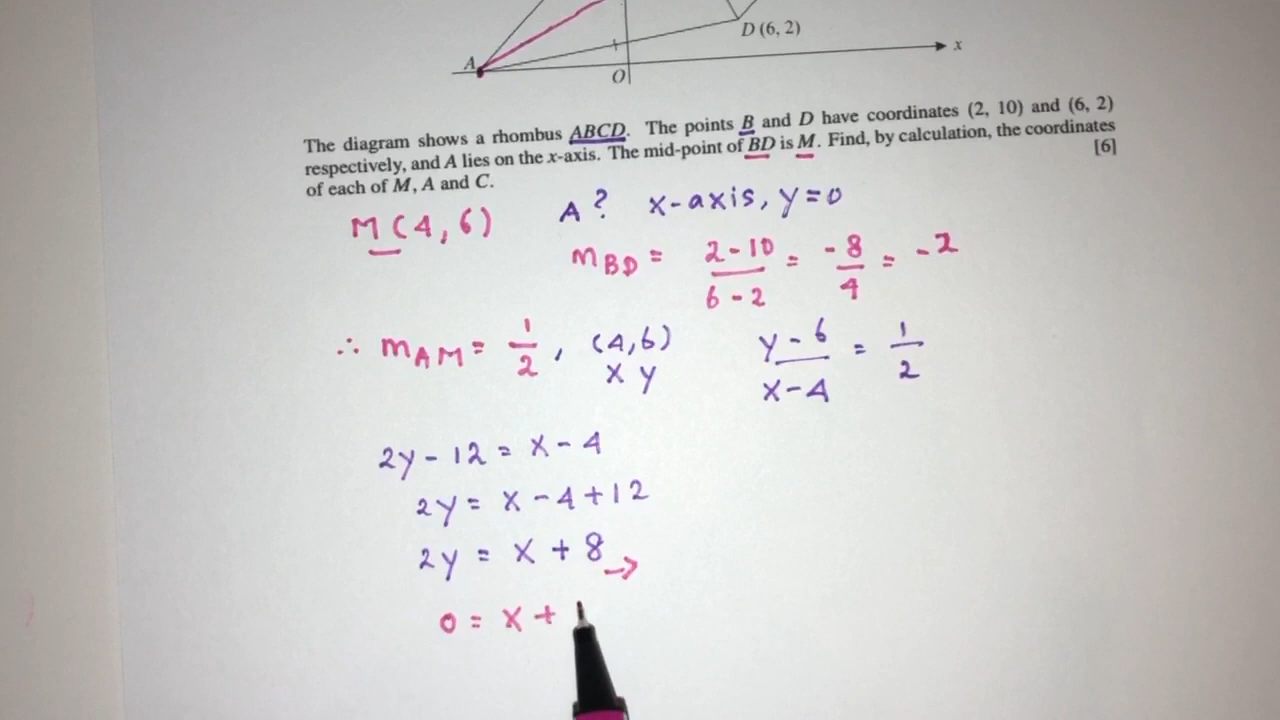 D (6, 2)
A
x
O
The diagram shows a rhombus ABCD. The points B and D have coordinates (2, 10) and (6, 2)
respectively, and A lies on the x-axis. The mid-point of BD is M. Find, by calculation, the coordinates
of each of M, A and C. [6]
M(4,6) A? x-axis, y=0
mBD = 2-10/6-2 = -8/4 = -2
∴ mAM = 1/2, (4,6) y-6/x-4 = 1/2
x y
2y-12 = x-4
2y = x-4+12
2y = x+8 →
0 = x+